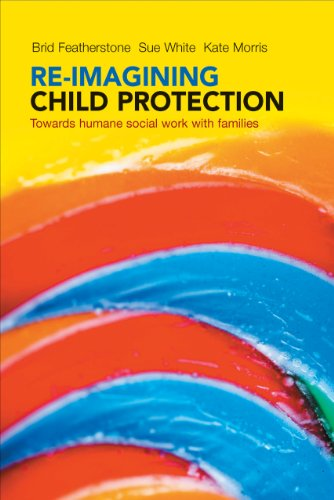 Brid Featherstone Sue White Kate Morris
RE-IMAGINING
CHILD PROTECTION
Towards humane social work with families